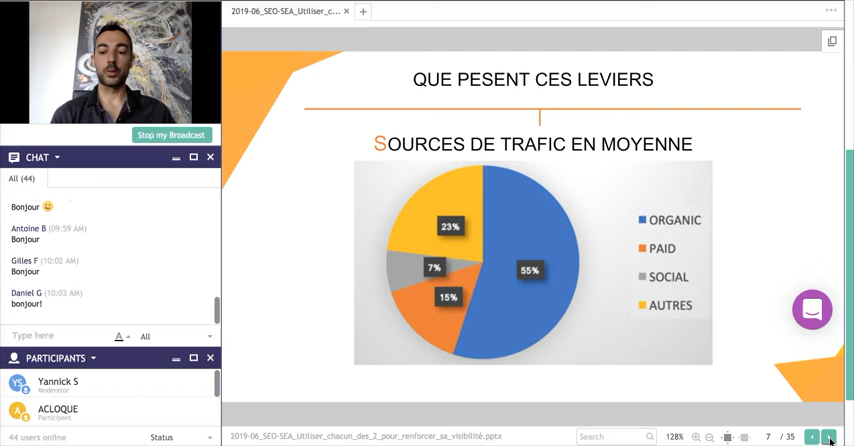 2019-06_SEO-SEA_Utiliser_c...
QUE PESENT CES LEVIERS
SOURCES DE TRAFIC EN MOYENNE
23%
7%
15%
55%
ORGANIC
PAID
SOCIAL
AUTRES
Stop my Broadcast
CHAT
All (44)
Bonjour
Antoine B (09:59 AM)
Bonjour
Gilles F (10:02 AM)
Bonjour
Daniel G (10:03 AM)
bonjour!
Type here
A
All
PARTICIPANTS
YS
Yannick S
Moderator
A
ACLOQUE
Participant
44 users online
Status
2019-06_SEO-SEA_Utiliser_chacun_des_2_pour_renforcer_sa_visibilité.pptx
Search
128%
7 / 35